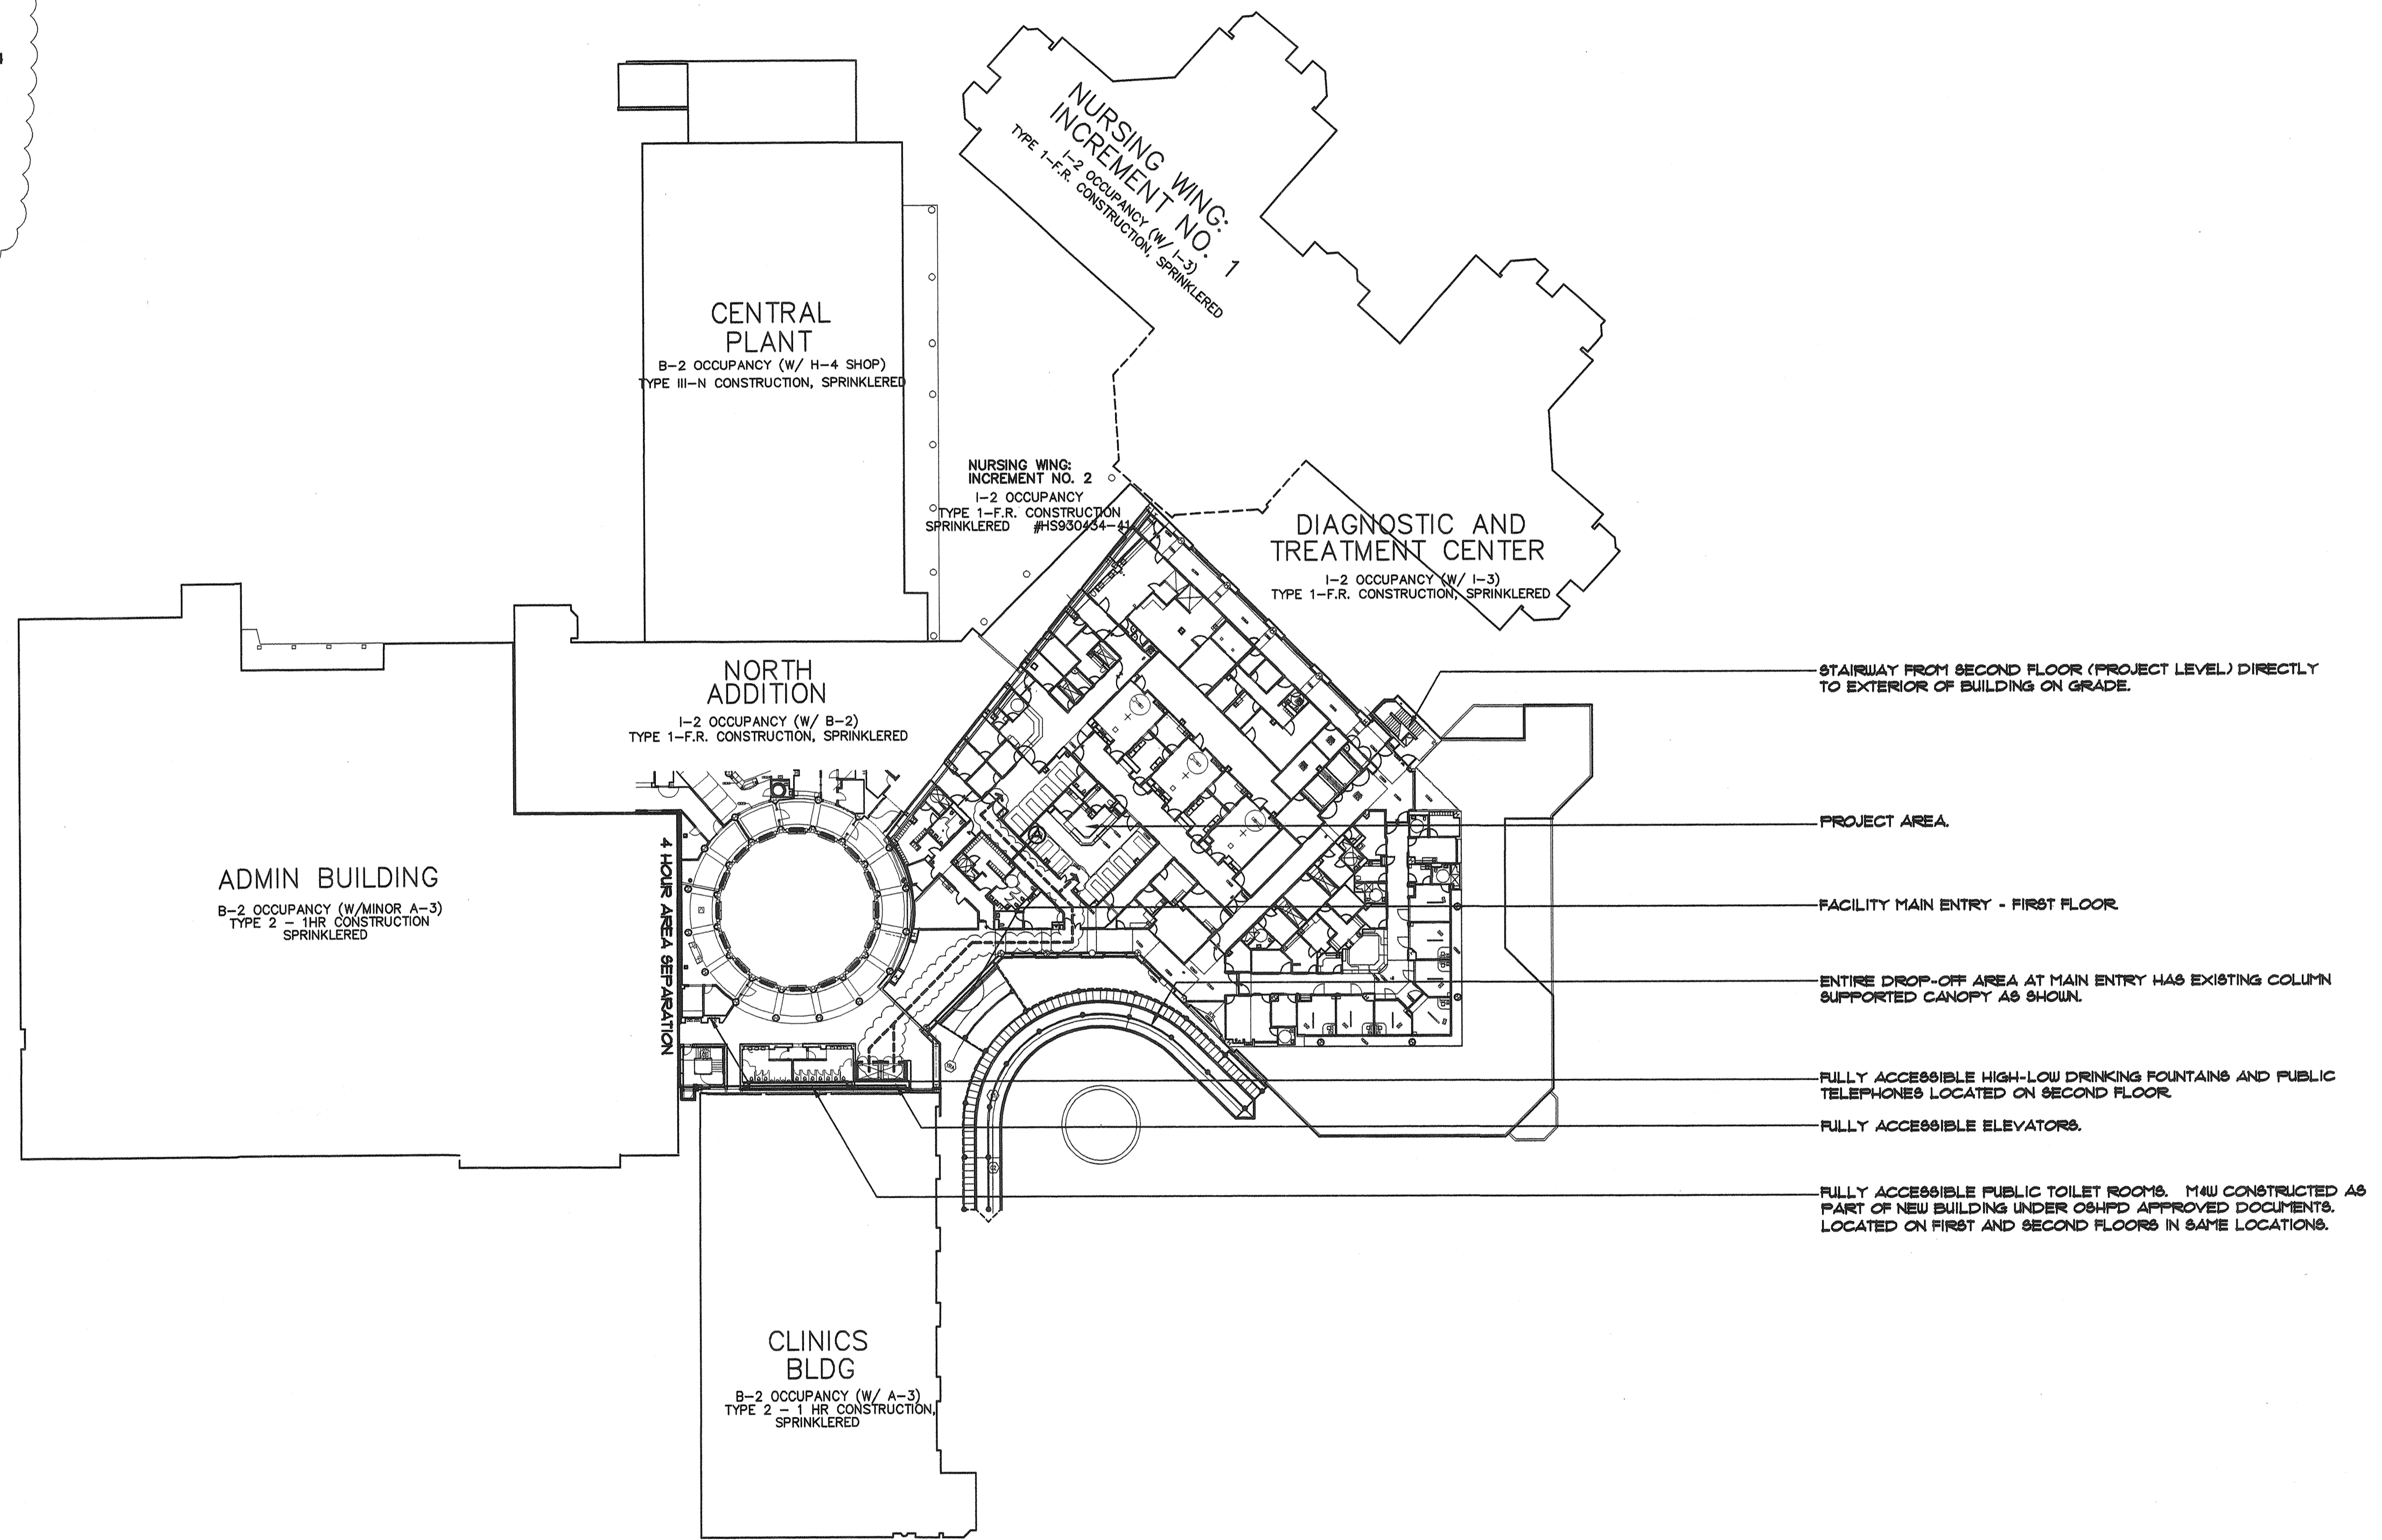 NURSING WING:
INCREMENT NO. 1
I-2 OCCUPANCY (W/ I-3)
TYPE 1-F.R. CONSTRUCTION, SPRINKLERED
CENTRAL
PLANT
B-2 OCCUPANCY (W/ H-4 SHOP)
TYPE III-N CONSTRUCTION, SPRINKLERED
NURSING WING:
INCREMENT NO. 2
I-2 OCCUPANCY
TYPE 1-F.R. CONSTRUCTION
SPRINKLERED #HS930434-41
DIAGNOSTIC AND
TREATMENT CENTER
I-2 OCCUPANCY (W/ I-3)
TYPE 1-F.R. CONSTRUCTION, SPRINKLERED
NORTH
ADDITION
I-2 OCCUPANCY (W/ B-2)
TYPE 1-F.R. CONSTRUCTION, SPRINKLERED
ADMIN BUILDING
B-2 OCCUPANCY (W/MINOR A-3)
TYPE 2 - 1HR CONSTRUCTION
SPRINKLERED
4 HOUR AREA SEPARATION
A
CLINICS
BLDG
B-2 OCCUPANCY (W/ A-3)
TYPE 2 - 1 HR CONSTRUCTION,
SPRINKLERED
STAIRWAY FROM SECOND FLOOR (PROJECT LEVEL) DIRECTLY
TO EXTERIOR OF BUILDING ON GRADE.
PROJECT AREA.
FACILITY MAIN ENTRY - FIRST FLOOR
ENTIRE DROP-OFF AREA AT MAIN ENTRY HAS EXISTING COLUMN
SUPPORTED CANOPY AS SHOWN.
FULLY ACCESSIBLE HIGH-LOW DRINKING FOUNTAINS AND PUBLIC
TELEPHONES LOCATED ON SECOND FLOOR
FULLY ACCESSIBLE ELEVATORS.
FULLY ACCESSIBLE PUBLIC TOILET ROOMS. M&W CONSTRUCTED AS
PART OF NEW BUILDING UNDER OSHPD APPROVED DOCUMENTS.
LOCATED ON FIRST AND SECOND FLOORS IN SAME LOCATIONS.